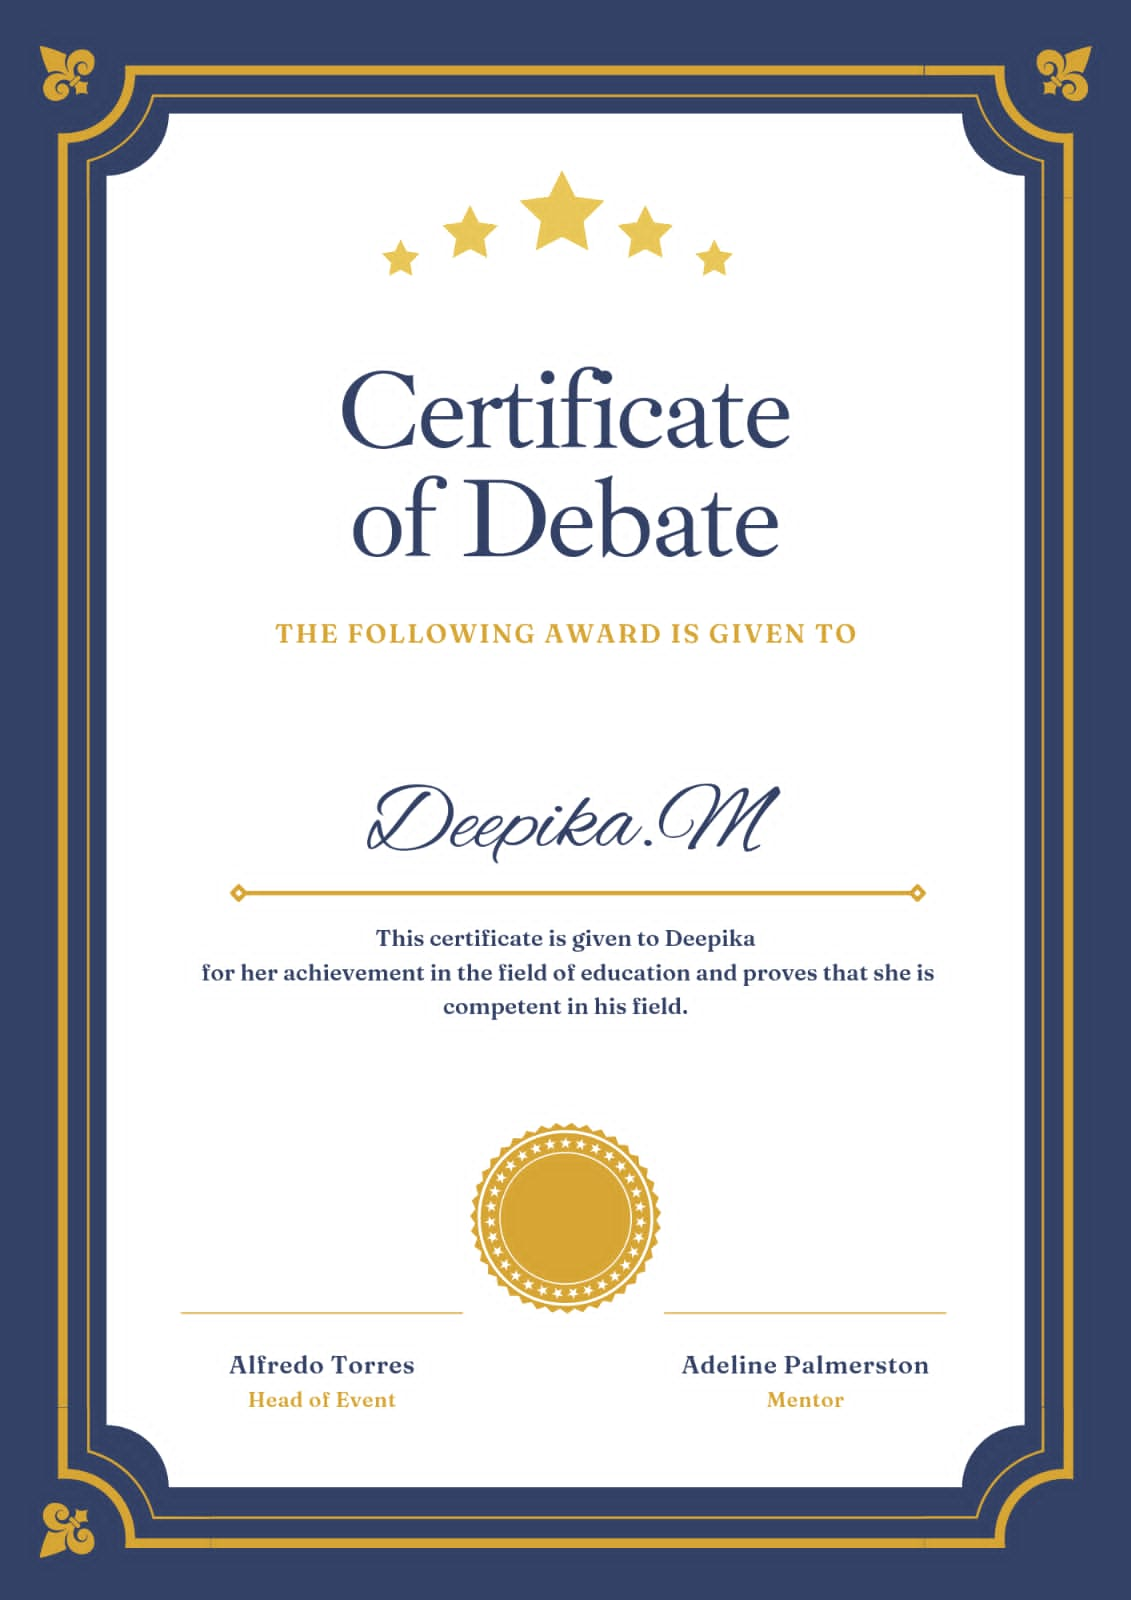 Certificate
of Debate
THE FOLLOWING AWARD IS GIVEN TO
Deepika.M
This certificate is given to Deepika
for her achievement in the field of education and proves that she is
competent in his field.
Alfredo Torres
Head of Event
Adeline Palmerston
Mentor